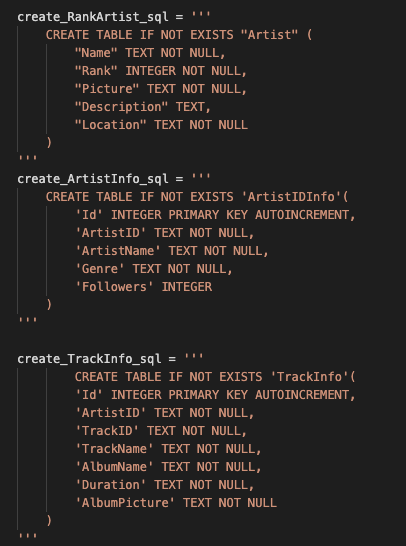 create_RankArtist_sql = '''
    CREATE TABLE IF NOT EXISTS "Artist" (
        "Name" TEXT NOT NULL,
        "Rank" INTEGER NOT NULL,
        "Picture" TEXT NOT NULL,
        "Description" TEXT,
        "Location" TEXT NOT NULL
        )
'''
create_ArtistInfo_sql = '''
    CREATE TABLE IF NOT EXISTS 'ArtistIDInfo'(
        'Id' INTEGER PRIMARY KEY AUTOINCREMENT,
        'ArtistID' TEXT NOT NULL,
        'ArtistName' TEXT NOT NULL,
        'Genre' TEXT NOT NULL,
        'Followers' INTEGER
        )
'''
create_TrackInfo_sql = '''
        CREATE TABLE IF NOT EXISTS 'TrackInfo'(
        'Id' INTEGER PRIMARY KEY AUTOINCREMENT,
        'ArtistID' TEXT NOT NULL,
        'TrackID' TEXT NOT NULL,
        'TrackName' TEXT NOT NULL,
        'AlbumName' TEXT NOT NULL,
        'Duration' TEXT NOT NULL,
        'AlbumPicture' TEXT NOT NULL
        )
'''